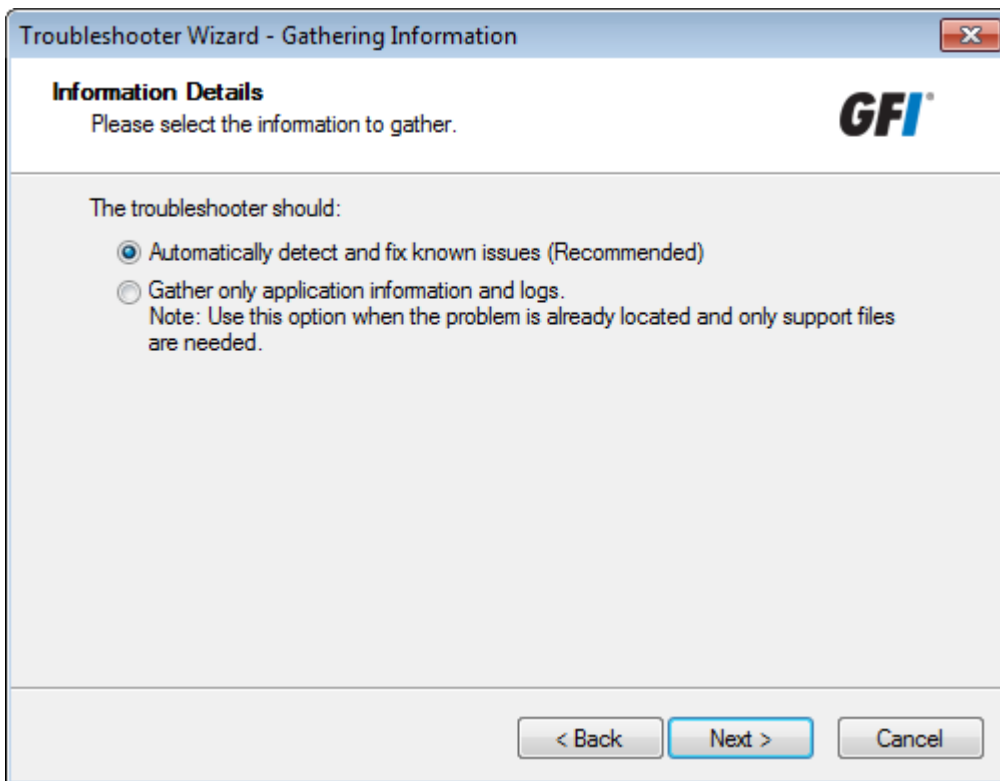 Troubleshooter Wizard - Gathering Information
Information Details
Please select the information to gather.
GFI
The troubleshooter should:
Automatically detect and fix known issues (Recommended)
Gather only application information and logs.
Note: Use this option when the problem is already located and only support files
are needed.
< Back
Next >
Cancel